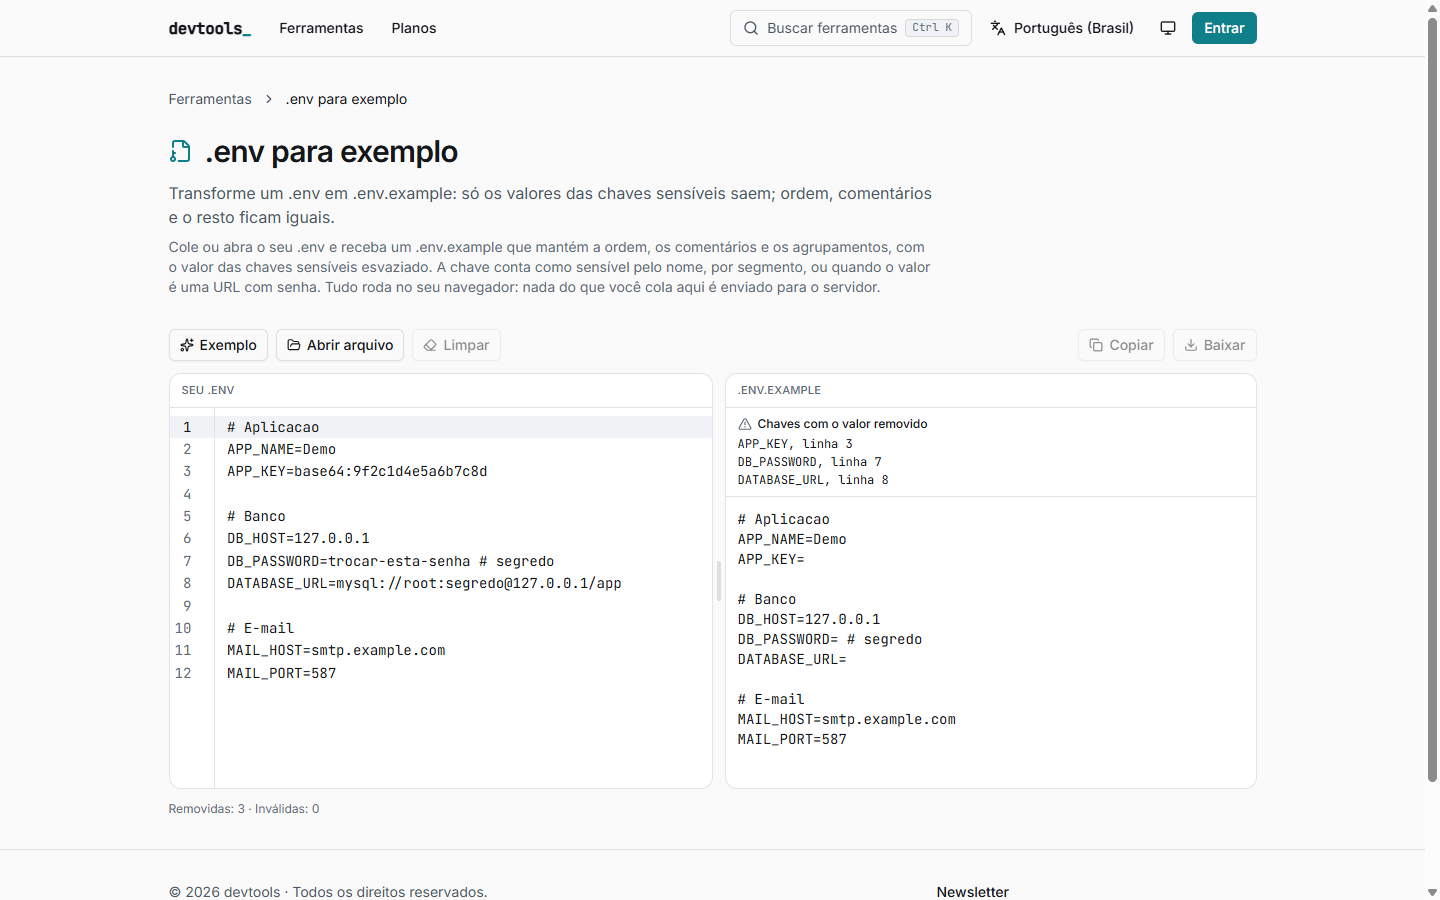 devtools_
Ferramentas
Planos
Buscar ferramentas
Ctrl K
Português (Brasil)
Entrar
Ferramentas
.env para exemplo
.env para exemplo
Transforme um .env em .env.example: só os valores das chaves sensíveis saem; ordem, comentários
e o resto ficam iguais.
Cole ou abra o seu .env e receba um .env.example que mantém a ordem, os comentários e os agrupamentos, com
o valor das chaves sensíveis esvaziado. A chave conta como sensível pelo nome, por segmento, ou quando o valor
é uma URL com senha. Tudo roda no seu navegador: nada do que você cola aqui é enviado para o servidor.
Exemplo
Abrir arquivo
Limpar
Copiar
Baixar
SEU .ENV
1 # Aplicacao
2 APP_NAME=Demo
3 APP_KEY=base64:9f2c1d4e5a6b7c8d
4
5 # Banco
6 DB_HOST=127.0.0.1
7 DB_PASSWORD=trocar-esta-senha # segredo
8 DATABASE_URL=mysql://root:segredo@127.0.0.1/app
9
10 # E-mail
11 MAIL_HOST=smtp.example.com
12 MAIL_PORT=587
.ENV.EXAMPLE
Chaves com o valor removido
APP_KEY, linha 3
DB_PASSWORD, linha 7
DATABASE_URL, linha 8
# Aplicacao
APP_NAME=Demo
APP_KEY=
# Banco
DB_HOST=127.0.0.1
DB_PASSWORD= # segredo
DATABASE_URL=
# E-mail
MAIL_HOST=smtp.example.com
MAIL_PORT=587
Removidas: 3 · Inválidas: 0
© 2026 devtools · Todos os direitos reservados.
Newsletter